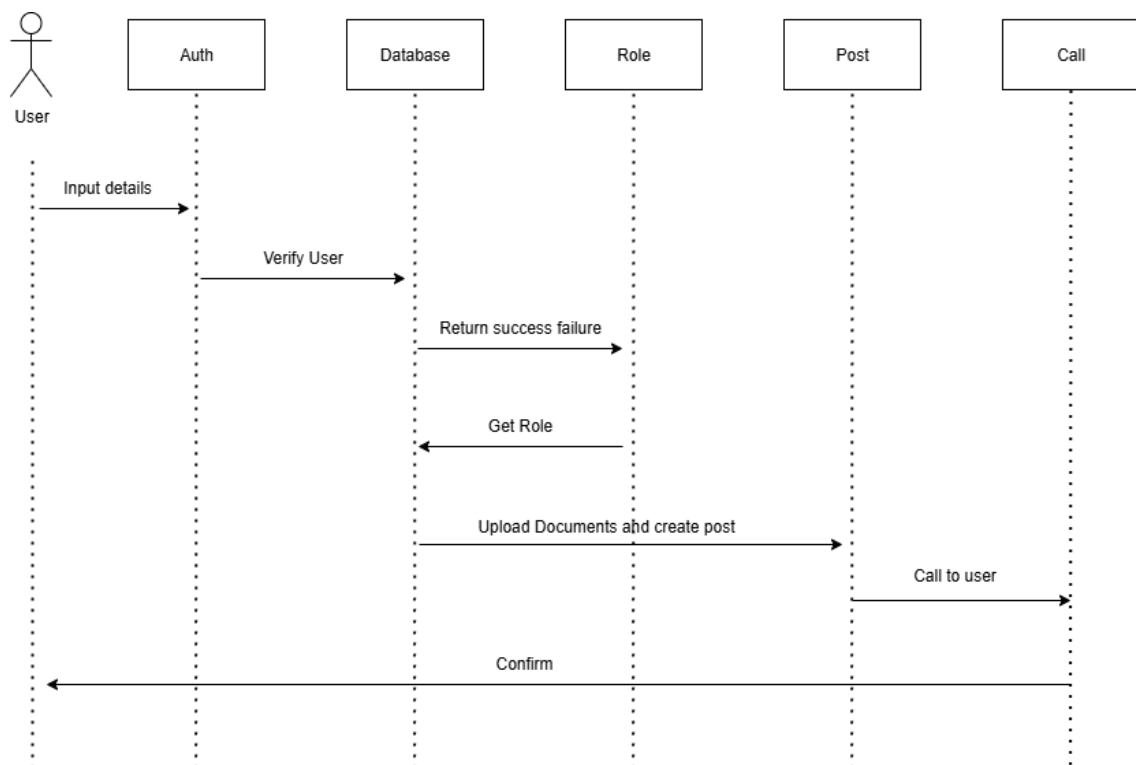 Auth
Database
Role
Post
Call
User
Input details
Verify User
Return success failure
Get Role
Upload Documents and create post
Call to user
Confirm